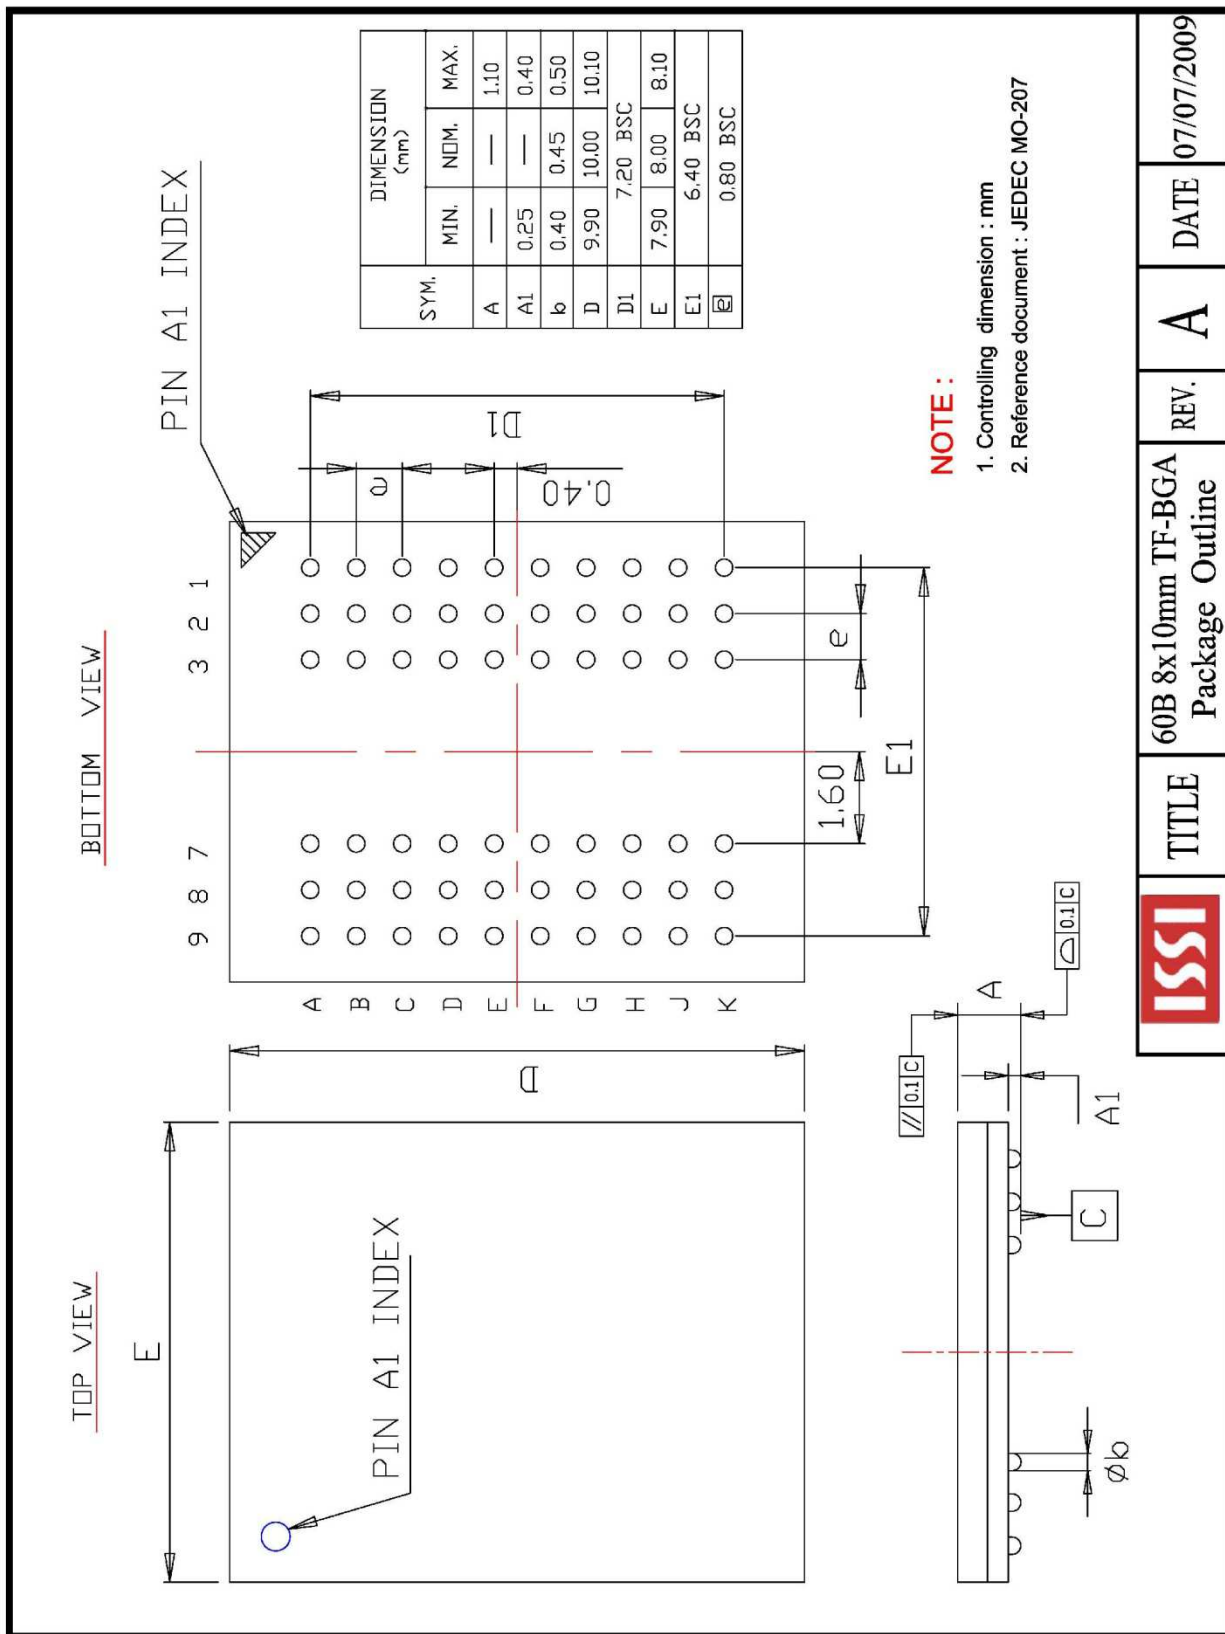 TOP VIEW
E
PIN A1 INDEX
D
BOTTOM VIEW
9 8 7 3 2 1
PIN A1 INDEX
A
B
C
D
E
F
G
H
J
K
e
D1
0.40
1.60
e
E1
SYM. DIMENSION (mm)
MIN. NOM. MAX.
A — — 1.10
A1 0.25 — 0.40
b 0.40 0.45 0.50
D 9.90 10.00 10.10
D1 7.20 BSC
E 7.90 8.00 8.10
E1 6.40 BSC
e 0.80 BSC
// 0.1 C
A
0.1 C
A1
C
Øb
NOTE :
1. Controlling dimension : mm
2. Reference document : JEDEC MO-207
ISSI
TITLE
60B 8x10mm TF-BGA
Package Outline
REV.
A
DATE
07/07/2009